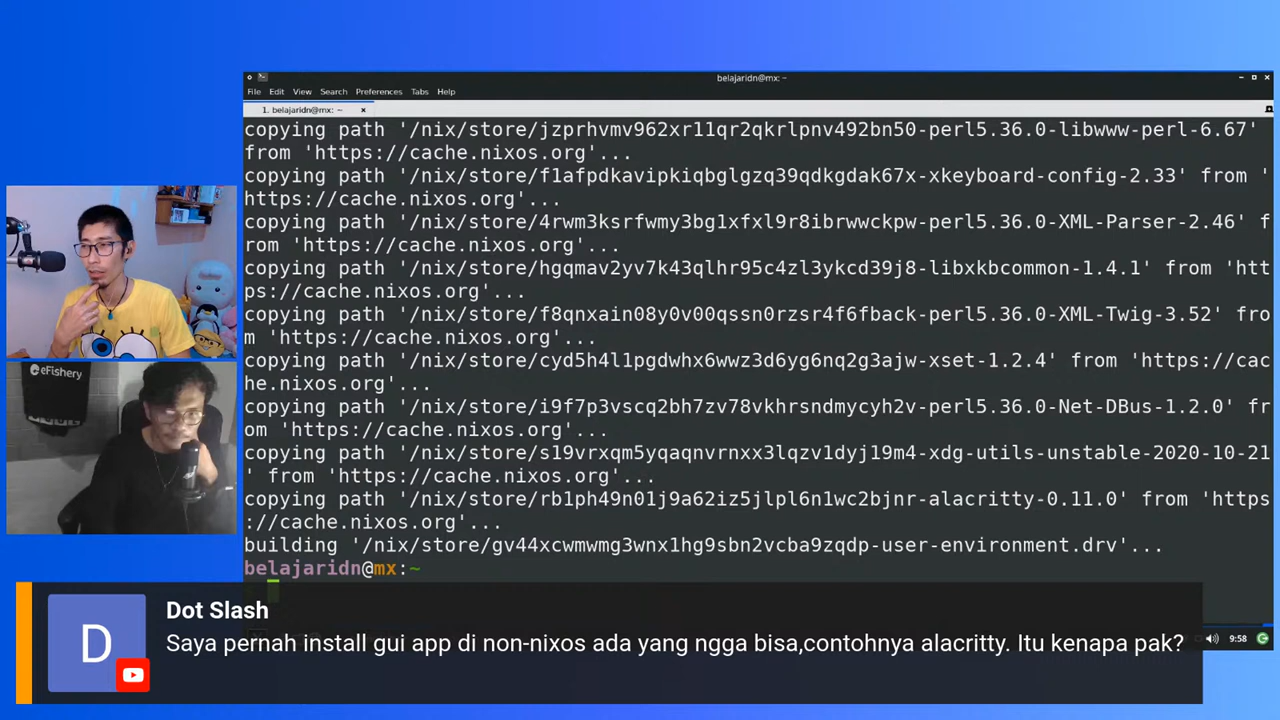 belajaridn@mx: ~
File Edit View Search Preferences Tabs Help
1. belajaridn@mx: ~
copying path '/nix/store/jzprhvmv962xr11qr2qkrlpnv492bn50-perl5.36.0-libwww-perl-6.67'
from 'https://cache.nixos.org'...
copying path '/nix/store/f1afpdkavipkiqbglgzq39qdkgdak67x-xkeyboard-config-2.33' from '
https://cache.nixos.org'...
copying path '/nix/store/4rwm3ksrfwmy3bg1xfxl9r8ibrwwckpw-perl5.36.0-XML-Parser-2.46' f
rom 'https://cache.nixos.org'...
copying path '/nix/store/hgqmav2yv7k43qlhr95c4zl3ykcd39j8-libxkbcommon-1.4.1' from 'htt
ps://cache.nixos.org'...
copying path '/nix/store/f8qnxain08y0v00qssn0rzsr4f6fback-perl5.36.0-XML-Twig-3.52' fro
m 'https://cache.nixos.org'...
copying path '/nix/store/cyd5h4l1pgdwhx6wwz3d6yg6nq2g3ajw-xset-1.2.4' from 'https://cac
he.nixos.org'...
copying path '/nix/store/i9f7p3vscq2bh7zv78vkhrsndmycyh2v-perl5.36.0-Net-DBus-1.2.0' fr
om 'https://cache.nixos.org'...
copying path '/nix/store/s19vrxqm5yqaqnvrnxx3lqzv1dyj19m4-xdg-utils-unstable-2020-10-21
' from 'https://cache.nixos.org'...
copying path '/nix/store/rb1ph49n01j9a62iz5jlpl6n1wc2bjnr-alacritty-0.11.0' from 'https
://cache.nixos.org'...
building '/nix/store/gv44xcwmwmg3wnx1hg9sbn2vcba9zqdp-user-environment.drv'...
belajaridn@mx:~
eFishery
9:58
D
Dot Slash
Saya pernah install gui app di non-nixos ada yang ngga bisa,contohnya alacritty. Itu kenapa pak?